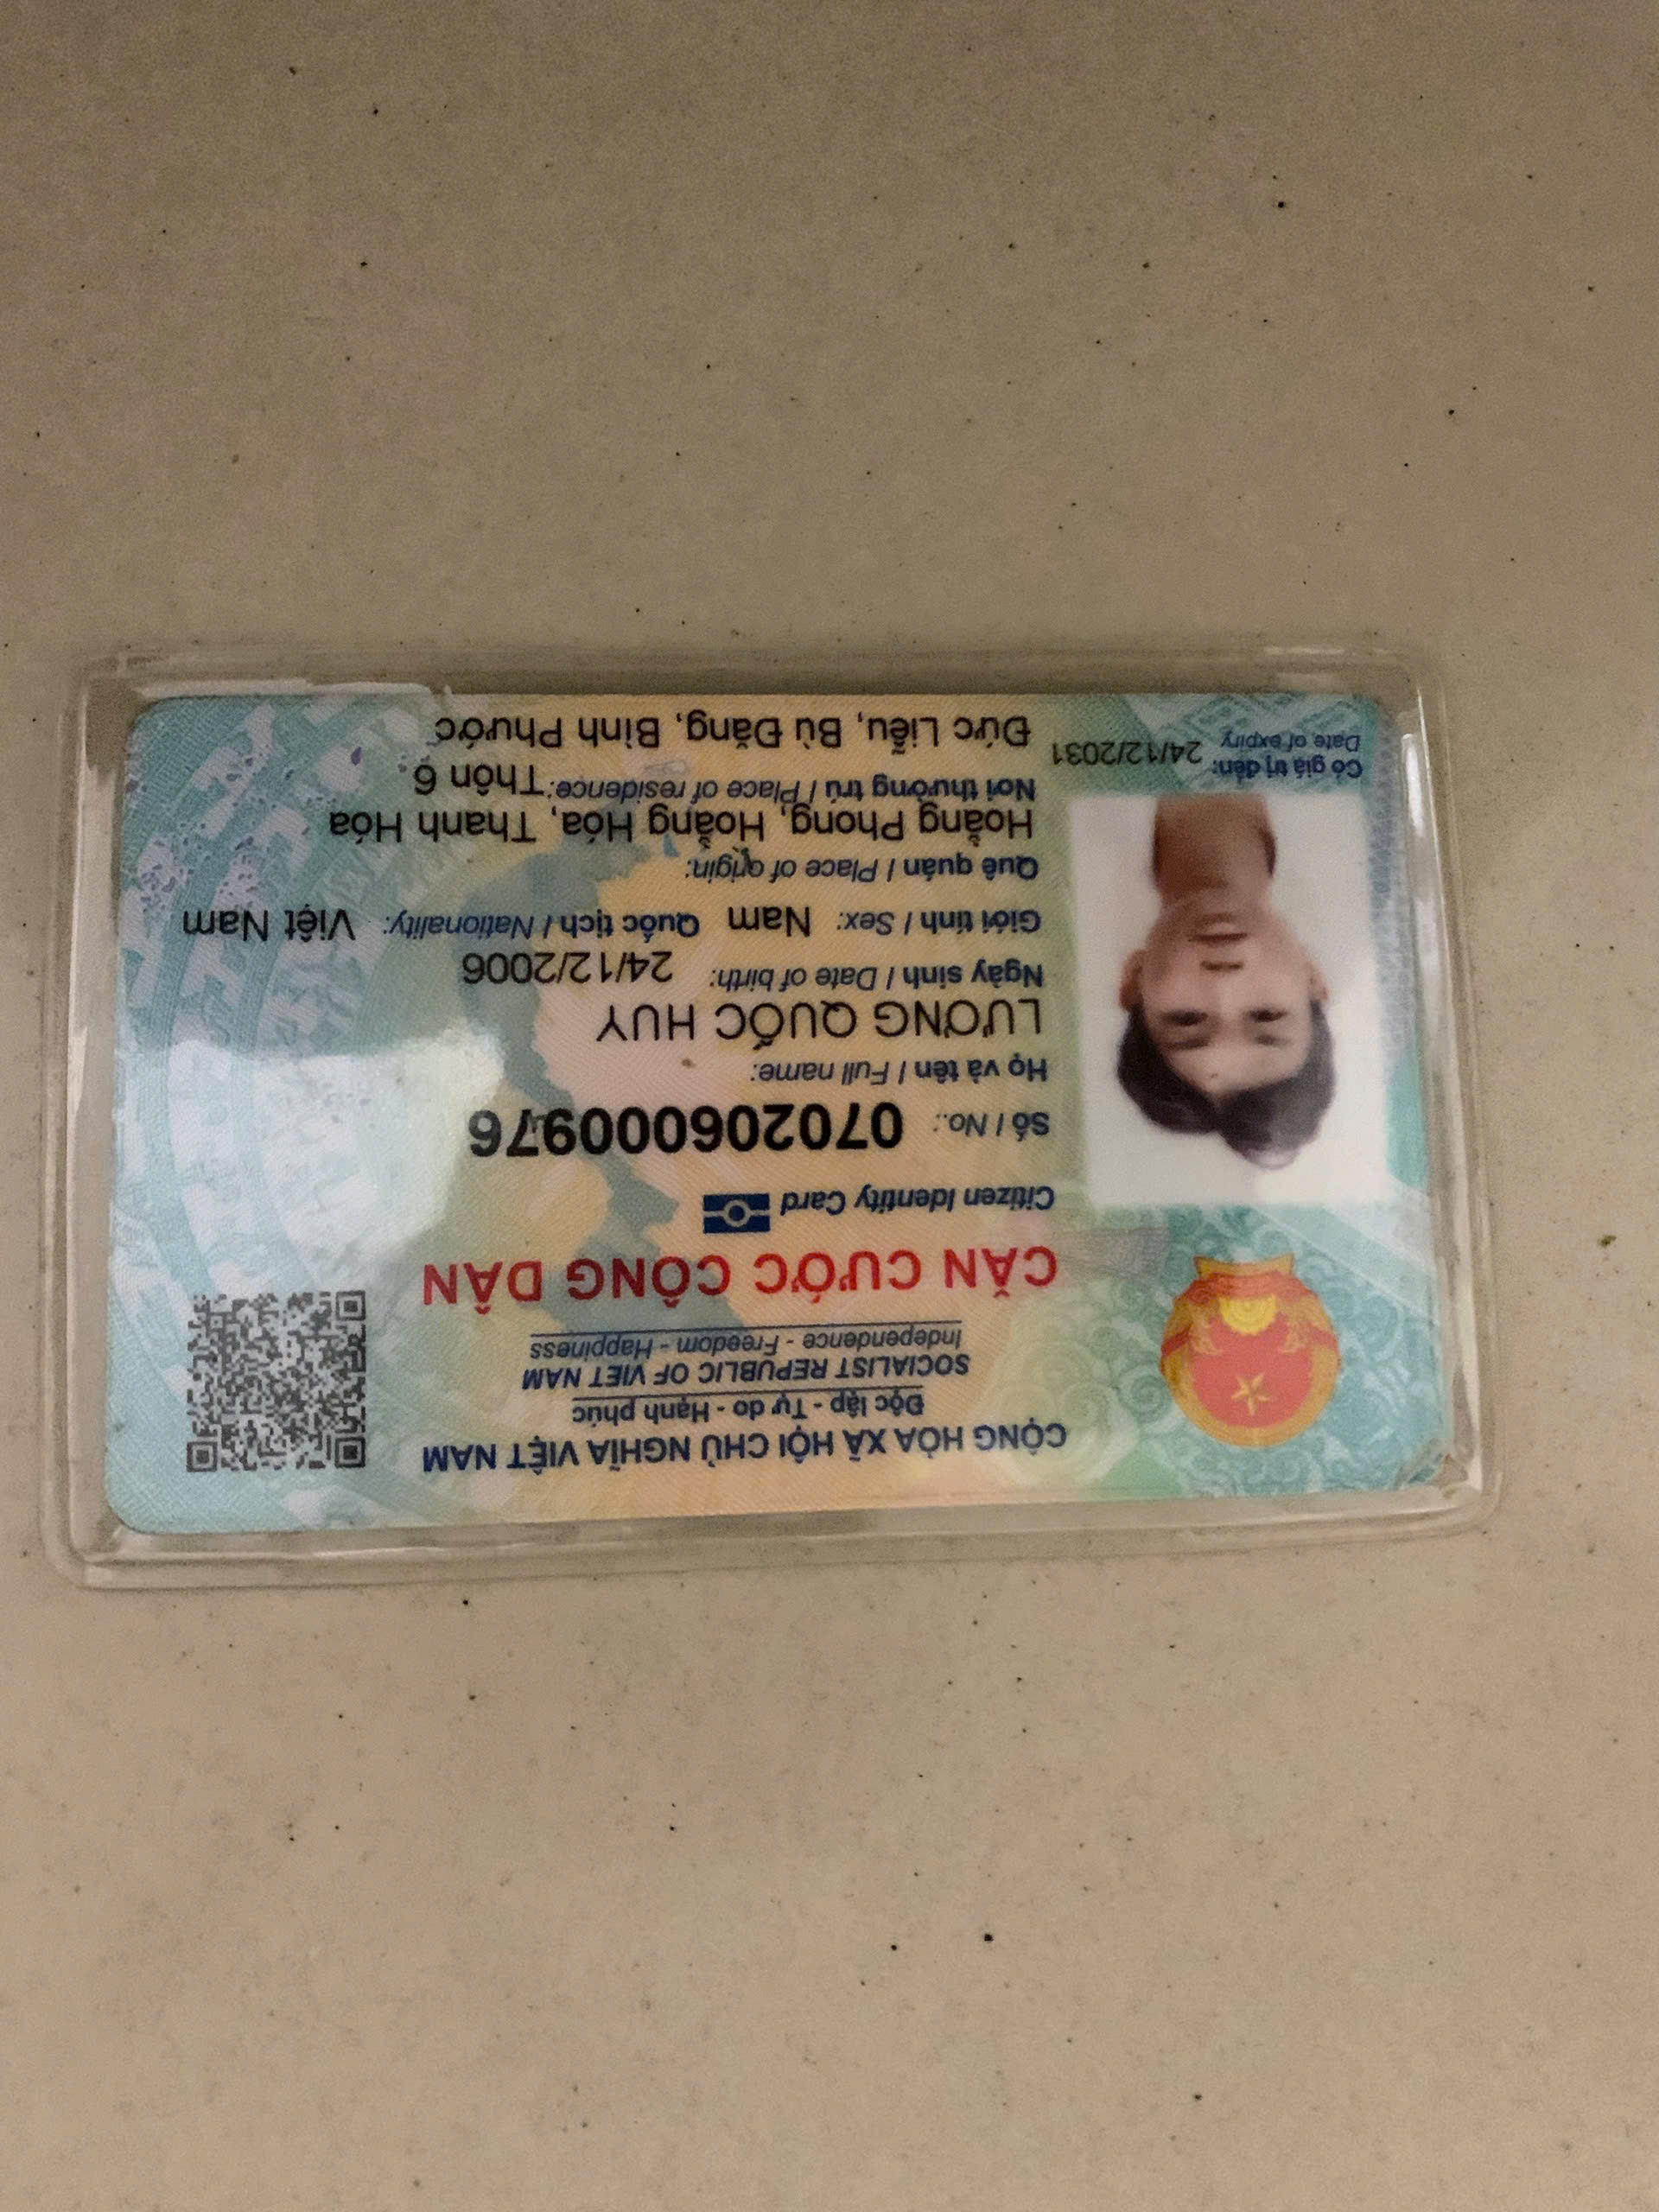 CỘNG HÒA XÃ HỘI CHỦ NGHĨA VIỆT NAM
Độc lập - Tự do - Hạnh phúc
SOCIALIST REPUBLIC OF VIET NAM
Independence - Freedom - Happiness
CĂN CƯỚC CÔNG DÂN
Citizen Identity Card
Số / No.: 070206000976
Họ và tên / Full name:
LƯƠNG QUỐC HUY
Ngày sinh / Date of birth: 24/12/2006
Giới tính / Sex: Nam Quốc tịch / Nationality: Việt Nam
Quê quán / Place of origin:
Hoằng Phong, Hoằng Hóa, Thanh Hóa
Nơi thường trú / Place of residence: Thôn 6
Đức Liễu, Bù Đăng, Bình Phước
Có giá trị đến: 24/12/2031
Date of expiry